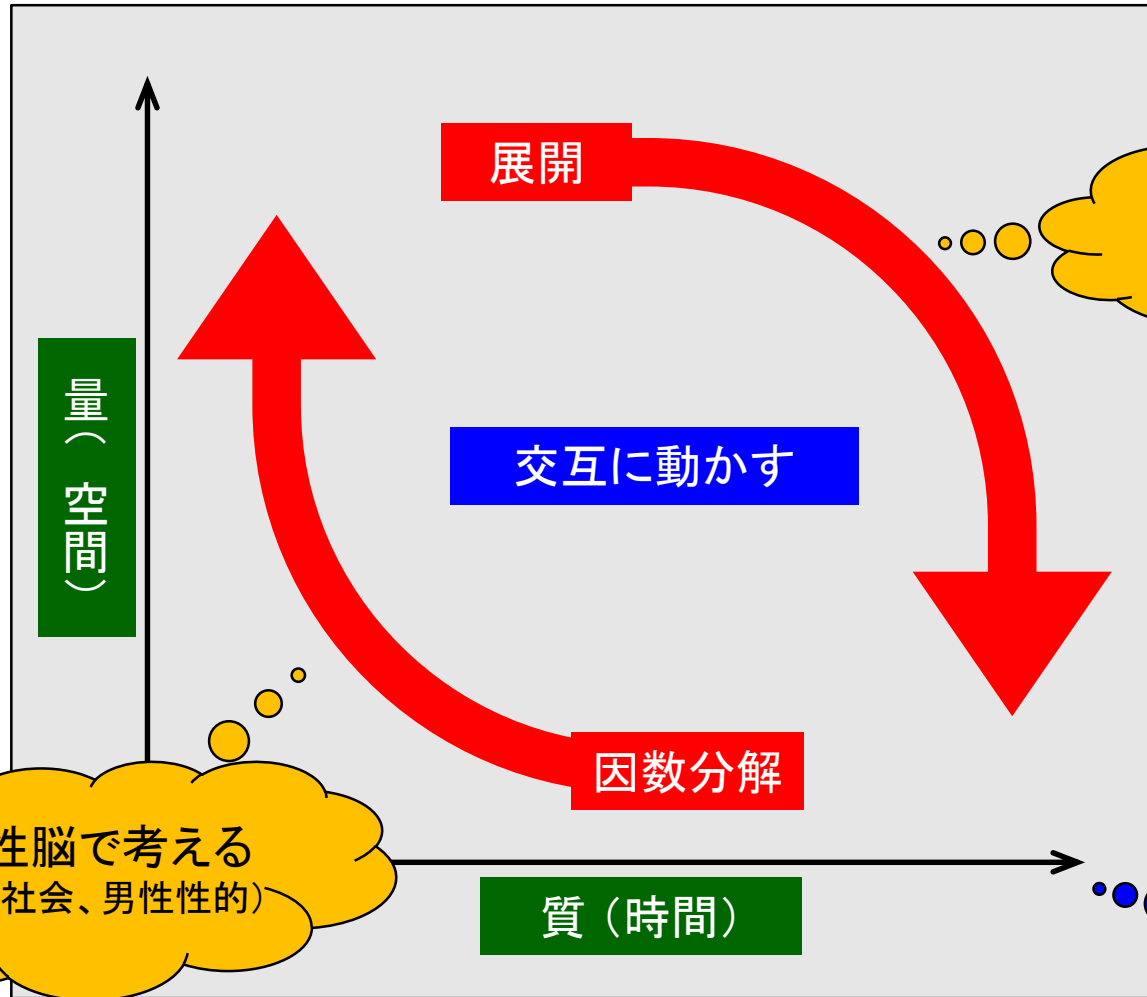 展開
量（空間）
交互に動かす
因数分解
性脳で考える
社会、男性性的）
質（時間）